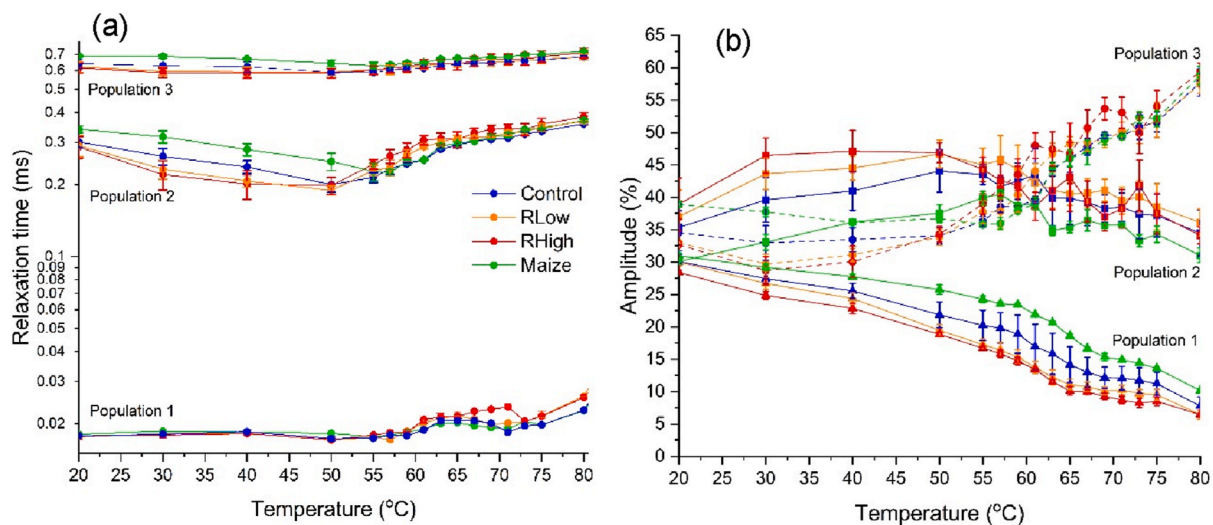 (a)
0.7
0.6
0.5
0.4
0.3
0.2
0.1
0.09
0.08
0.07
0.06
0.05
0.04
0.03
0.02
Relaxation time (ms)
Population 3
Population 2
Population 1
Control
RLow
RHigh
Maize
20 25 30 35 40 45 50 55 60 65 70 75 80
Temperature (°C)
(b)
65
60
55
50
45
40
35
30
25
20
15
10
5
0
Amplitude (%)
Population 3
Population 2
Population 1
20 25 30 35 40 45 50 55 60 65 70 75 80
Temperature (°C)